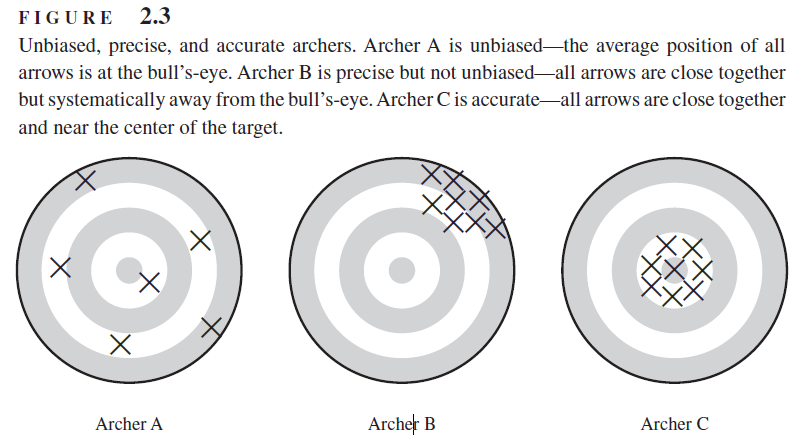 FIGURE 2.3
Unbiased, precise, and accurate archers. Archer A is unbiased—the average position of all
arrows is at the bull's-eye. Archer B is precise but not unbiased—all arrows are close together
but systematically away from the bull's-eye. Archer C is accurate—all arrows are close together
and near the center of the target.
Archer A Archer B Archer C